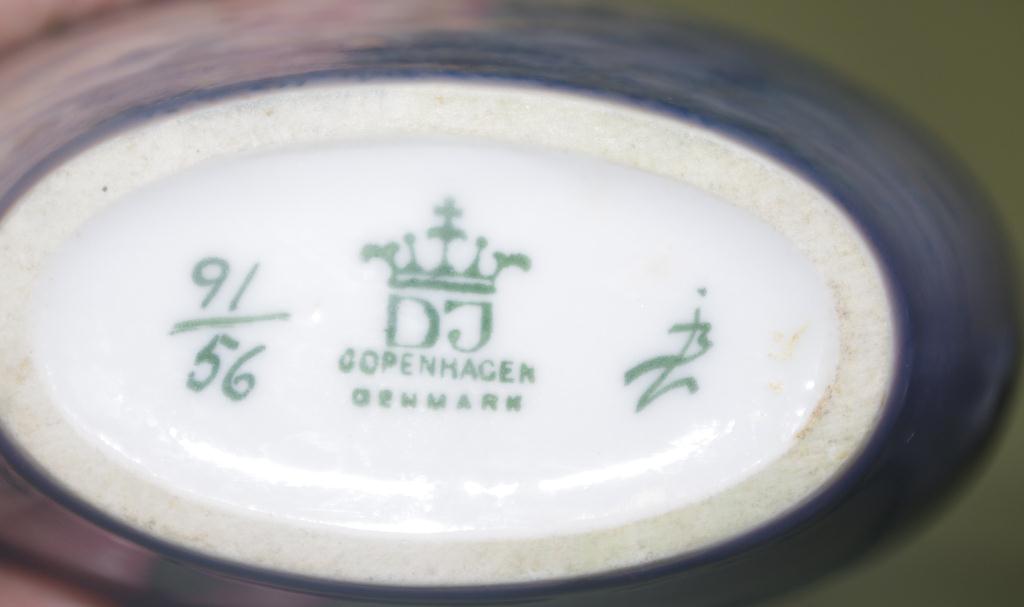 91
56
DJ
COPENHAGEN
DENMARK